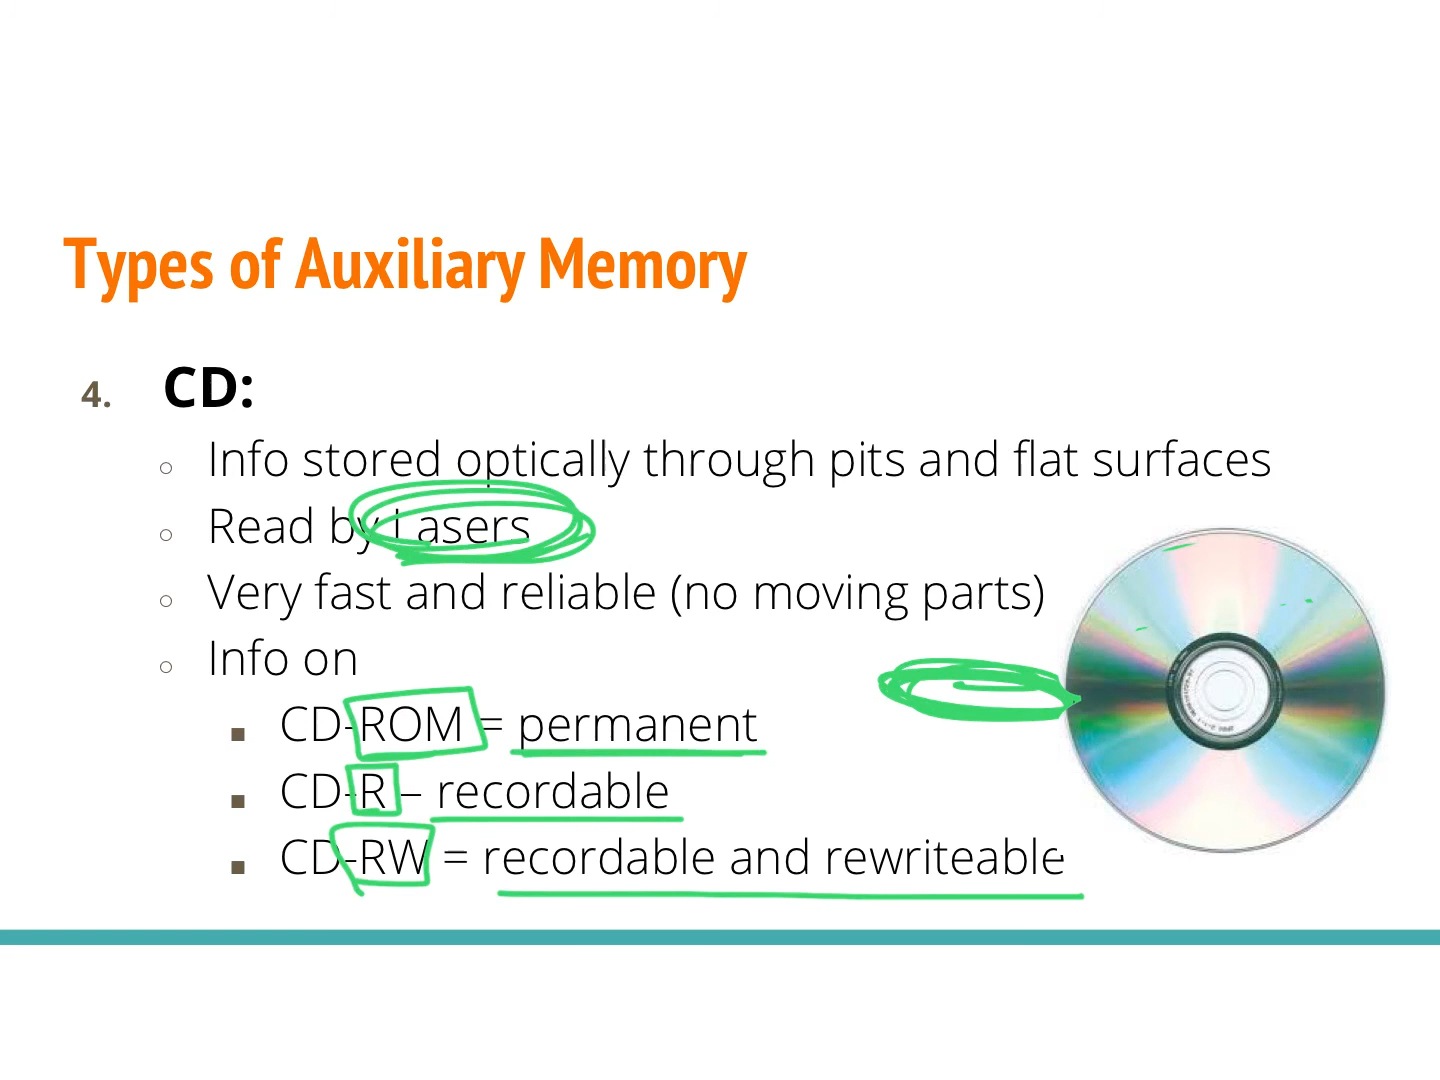 Types of Auxiliary Memory
4. CD:
Info stored optically through pits and flat surfaces
Read by Lasers
Very fast and reliable (no moving parts)
Info on
CD-ROM = permanent
CD-R – recordable
CD-RW = recordable and rewriteable